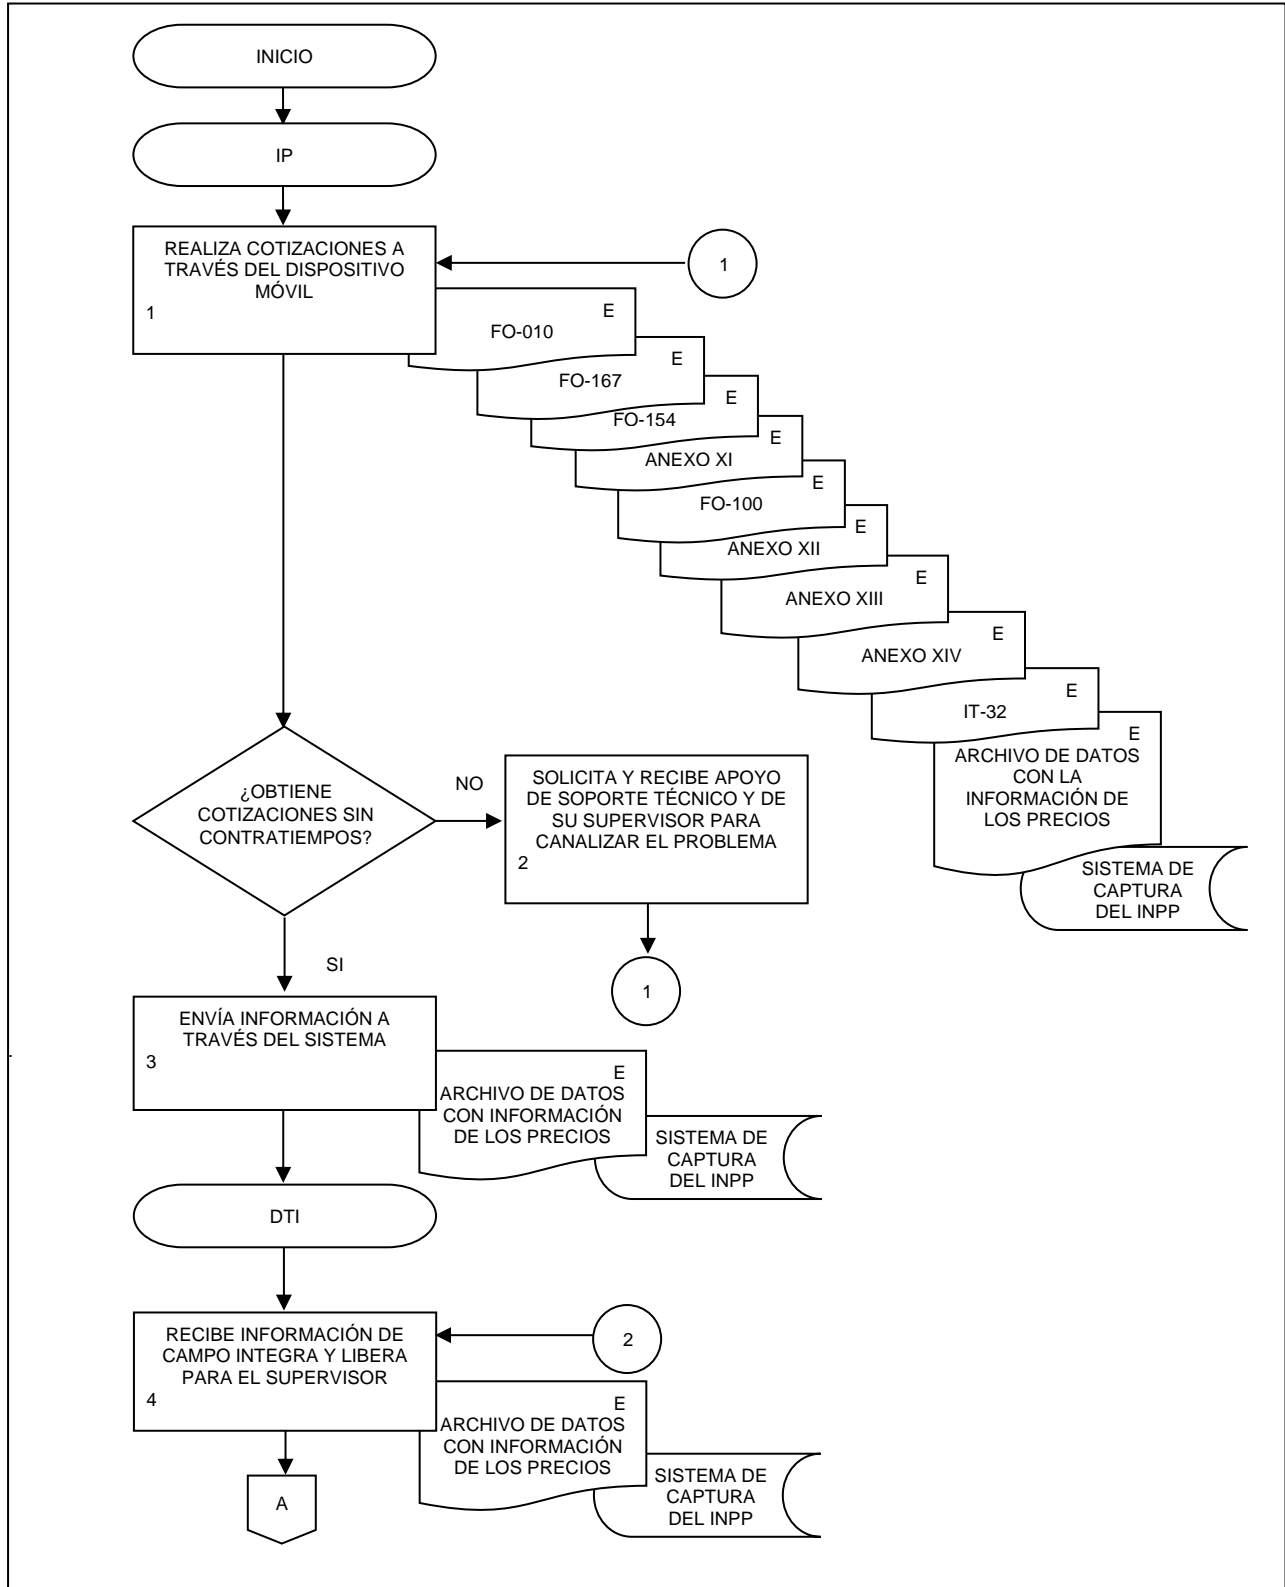 INICIO
IP
REALIZA COTIZACIONES A
TRAVÉS DEL DISPOSITIVO
MÓVIL
1
1
E
FO-010
E
FO-167
E
FO-154
E
ANEXO XI
E
FO-100
E
ANEXO XII
E
ANEXO XIII
E
ANEXO XIV
E
IT-32
E
ARCHIVO DE DATOS
CON LA
INFORMACIÓN DE
LOS PRECIOS
SISTEMA DE
CAPTURA
DEL INPP
¿OBTIENE
COTIZACIONES SIN
CONTRATIEMPOS?
NO
SOLICITA Y RECIBE APOYO
DE SOPORTE TÉCNICO Y DE
SU SUPERVISOR PARA
CANALIZAR EL PROBLEMA
2
1
SI
ENVÍA INFORMACIÓN A
TRAVÉS DEL SISTEMA
3
E
ARCHIVO DE DATOS
CON INFORMACIÓN
DE LOS PRECIOS
SISTEMA DE
CAPTURA
DEL INPP
DTI
RECIBE INFORMACIÓN DE
CAMPO INTEGRA Y LIBERA
PARA EL SUPERVISOR
4
2
E
ARCHIVO DE DATOS
CON INFORMACIÓN
DE LOS PRECIOS
SISTEMA DE
CAPTURA
DEL INPP
A